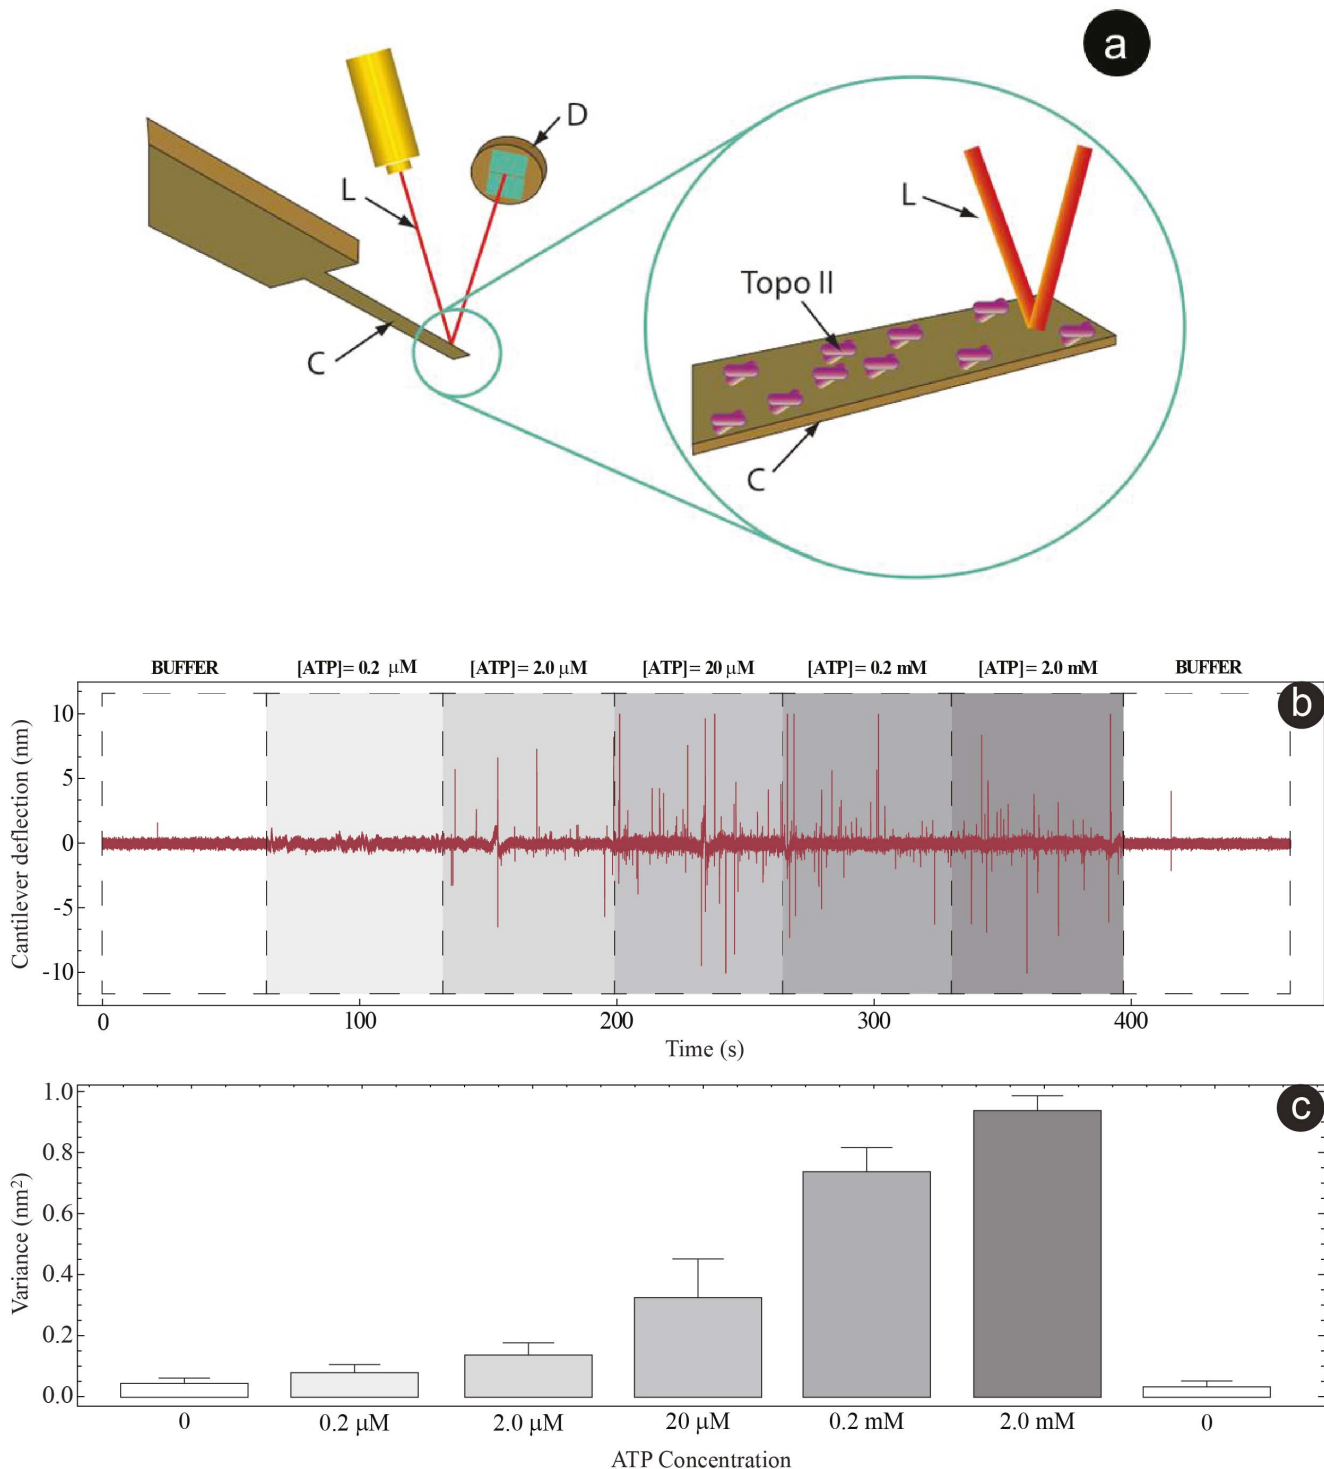 a
D
L
L
Topo II
C
C
BUFFER [ATP]= 0.2 μM [ATP]= 2.0 μM [ATP]= 20 μM [ATP]= 0.2 mM [ATP]= 2.0 mM BUFFER
b
Cantilever deflection (nm)
10
5
0
-5
-10
0 100 200 300 400
Time (s)
c
Variance (nm²)
1.0
0.8
0.6
0.4
0.2
0.0
0 0.2 μM 2.0 μM 20 μM 0.2 mM 2.0 mM 0
ATP Concentration